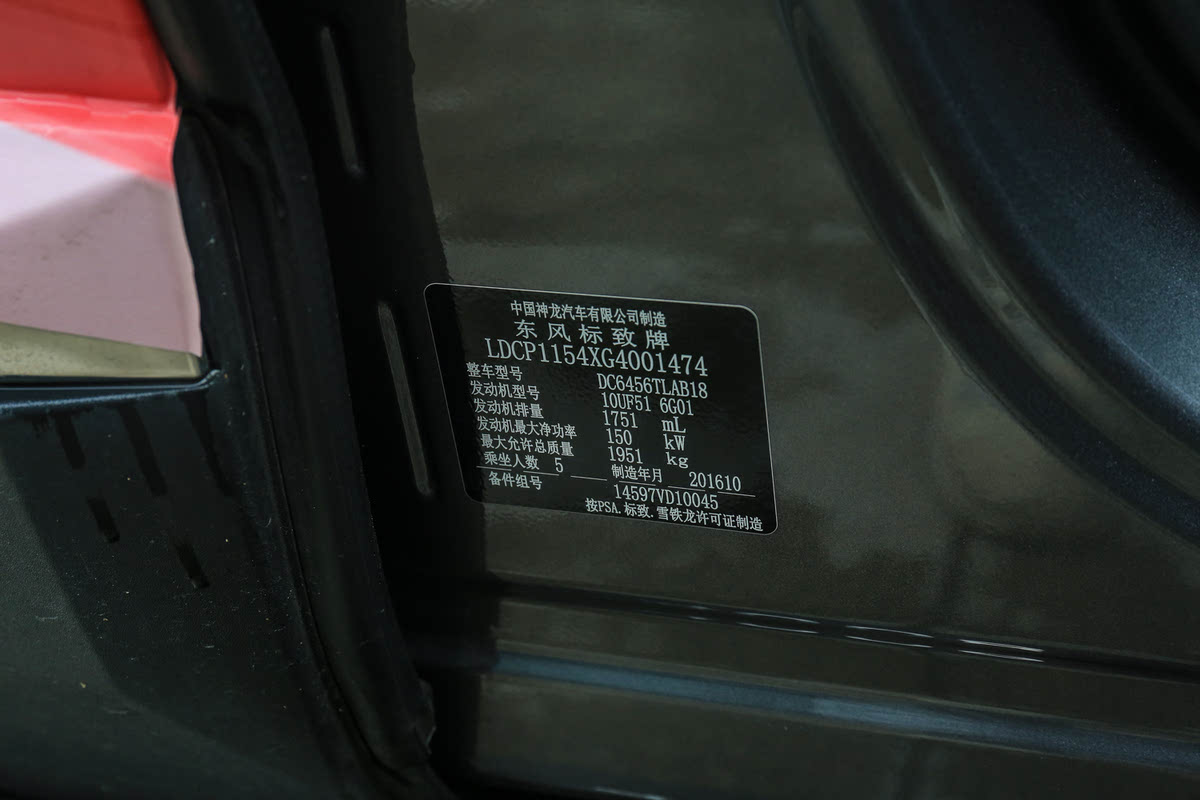 中国神龙汽车有限公司制造
东风标致牌
LDCP1154XG4001474
整车型号 DC6456TLAB18
发动机型号 10UF51 6G01
发动机排量 1751 mL
发动机最大净功率 150 kW
最大允许总质量 1951 kg
乘坐人数 5 制造年月 201610
备件组号 14597VD10045
按PSA.标致.雪铁龙许可证制造